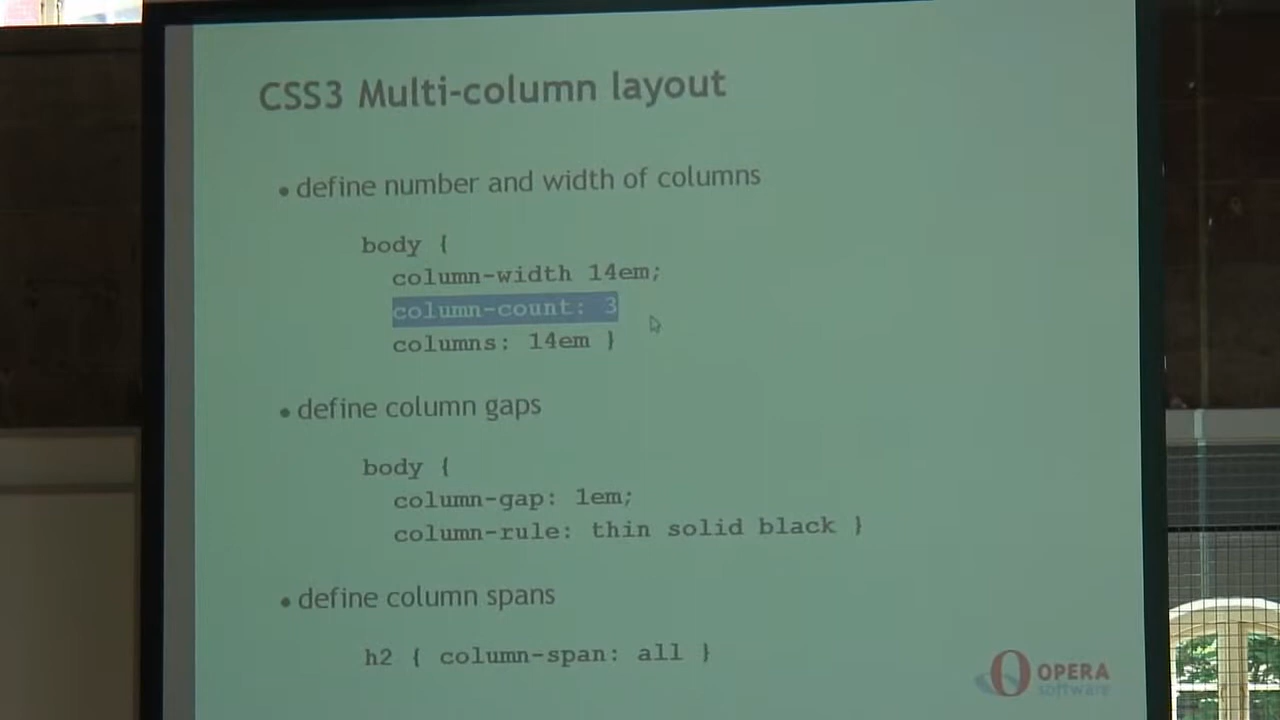 CSS3 Multi-column layout
• define number and width of columns
body {
column-width 14em;
column-count: 3
columns: 14em }
• define column gaps
body {
column-gap: 1em;
column-rule: thin solid black }
• define column spans
h2 { column-span: all }
OPERA
software